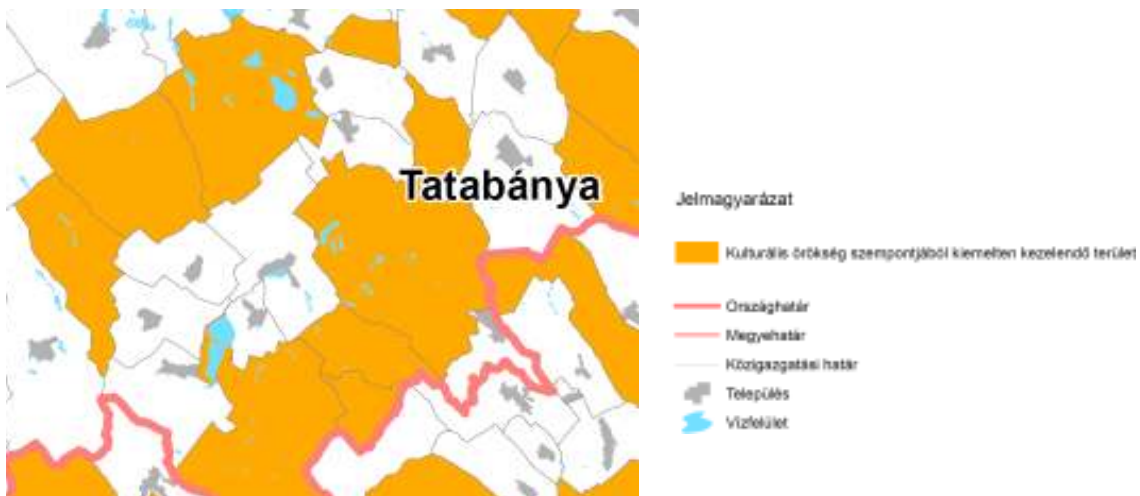 Tatabánya
Jelmagyarázat
Kulturális örökség szempontjából kiemelten kezelendő terület
Országhatár
Megyehatár
Közigazgatási határ
Település
Vízfelület